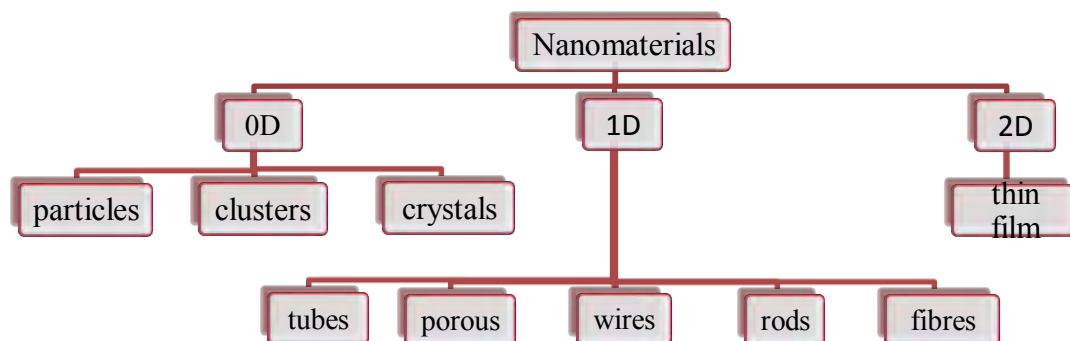 Nanomaterials
0D
1D
2D
particles
clusters
crystals
thin
film
tubes
porous
wires
rods
fibres